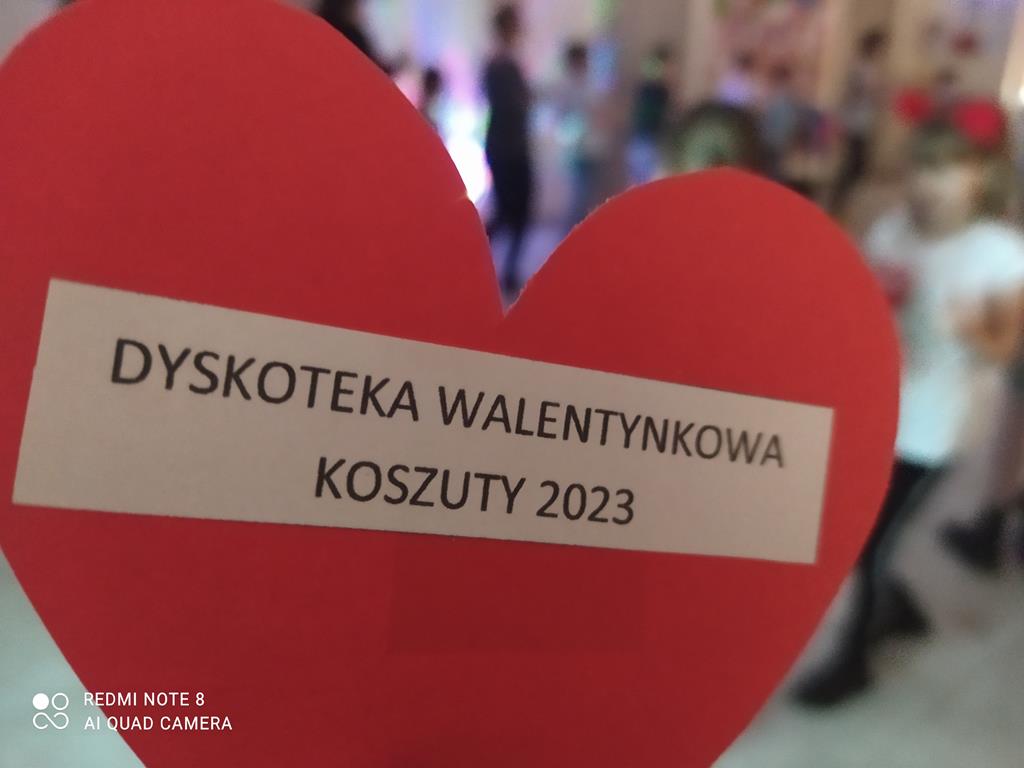 DYSKOTEKA WALENTYNKOWA
KOSZUTY 2023
REDMI NOTE 8
AI QUAD CAMERA